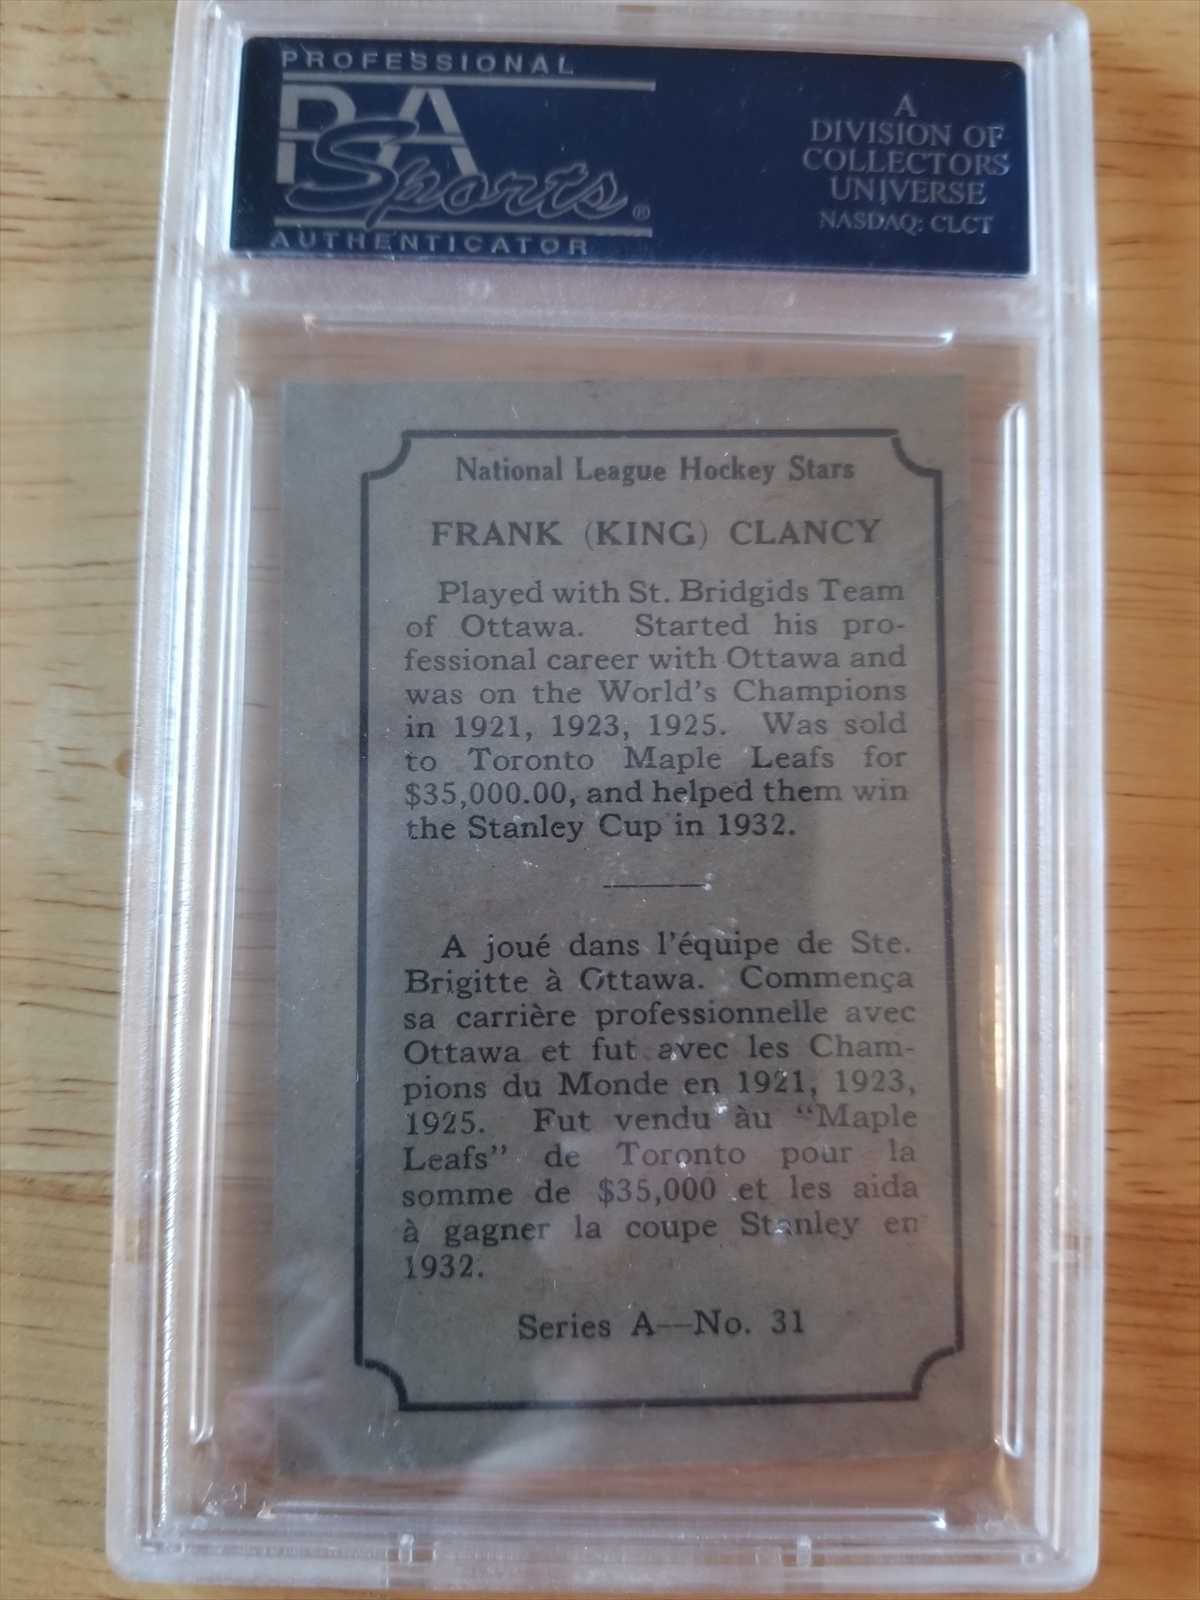 PROFESSIONAL
PSA
Sports®
AUTHENTICATOR
A
DIVISION OF
COLLECTORS
UNIVERSE
NASDAQ: CLCT
National League Hockey Stars
FRANK (KING) CLANCY
Played with St. Bridgids Team
of Ottawa. Started his pro-
fessional career with Ottawa and
was on the World's Champions
in 1921, 1923, 1925. Was sold
to Toronto Maple Leafs for
$35,000.00, and helped them win
the Stanley Cup in 1932.
A joué dans l'équipe de Ste.
Brigitte à Ottawa. Commença
sa carrière professionnelle avec
Ottawa et fut avec les Cham-
pions du Monde en 1921, 1923,
1925. Fut vendu àu "Maple
Leafs" de Toronto pour la
somme de $35,000 et les aida
à gagner la coupe Stanley en
1932.
Series A—No. 31